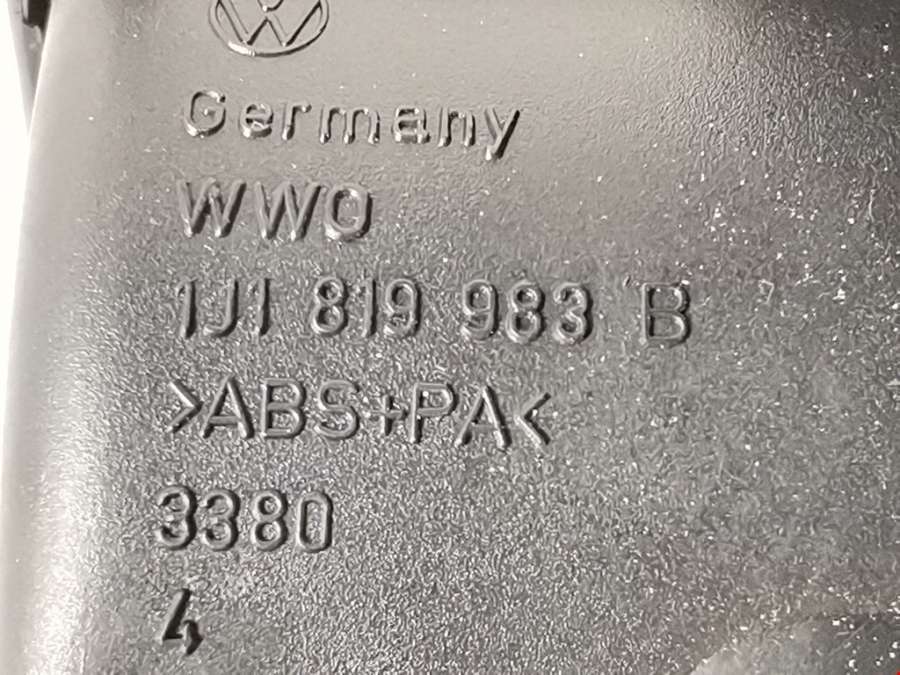 Germany
WWO
1J1 819 983 B
>ABS+PA<
3380
4